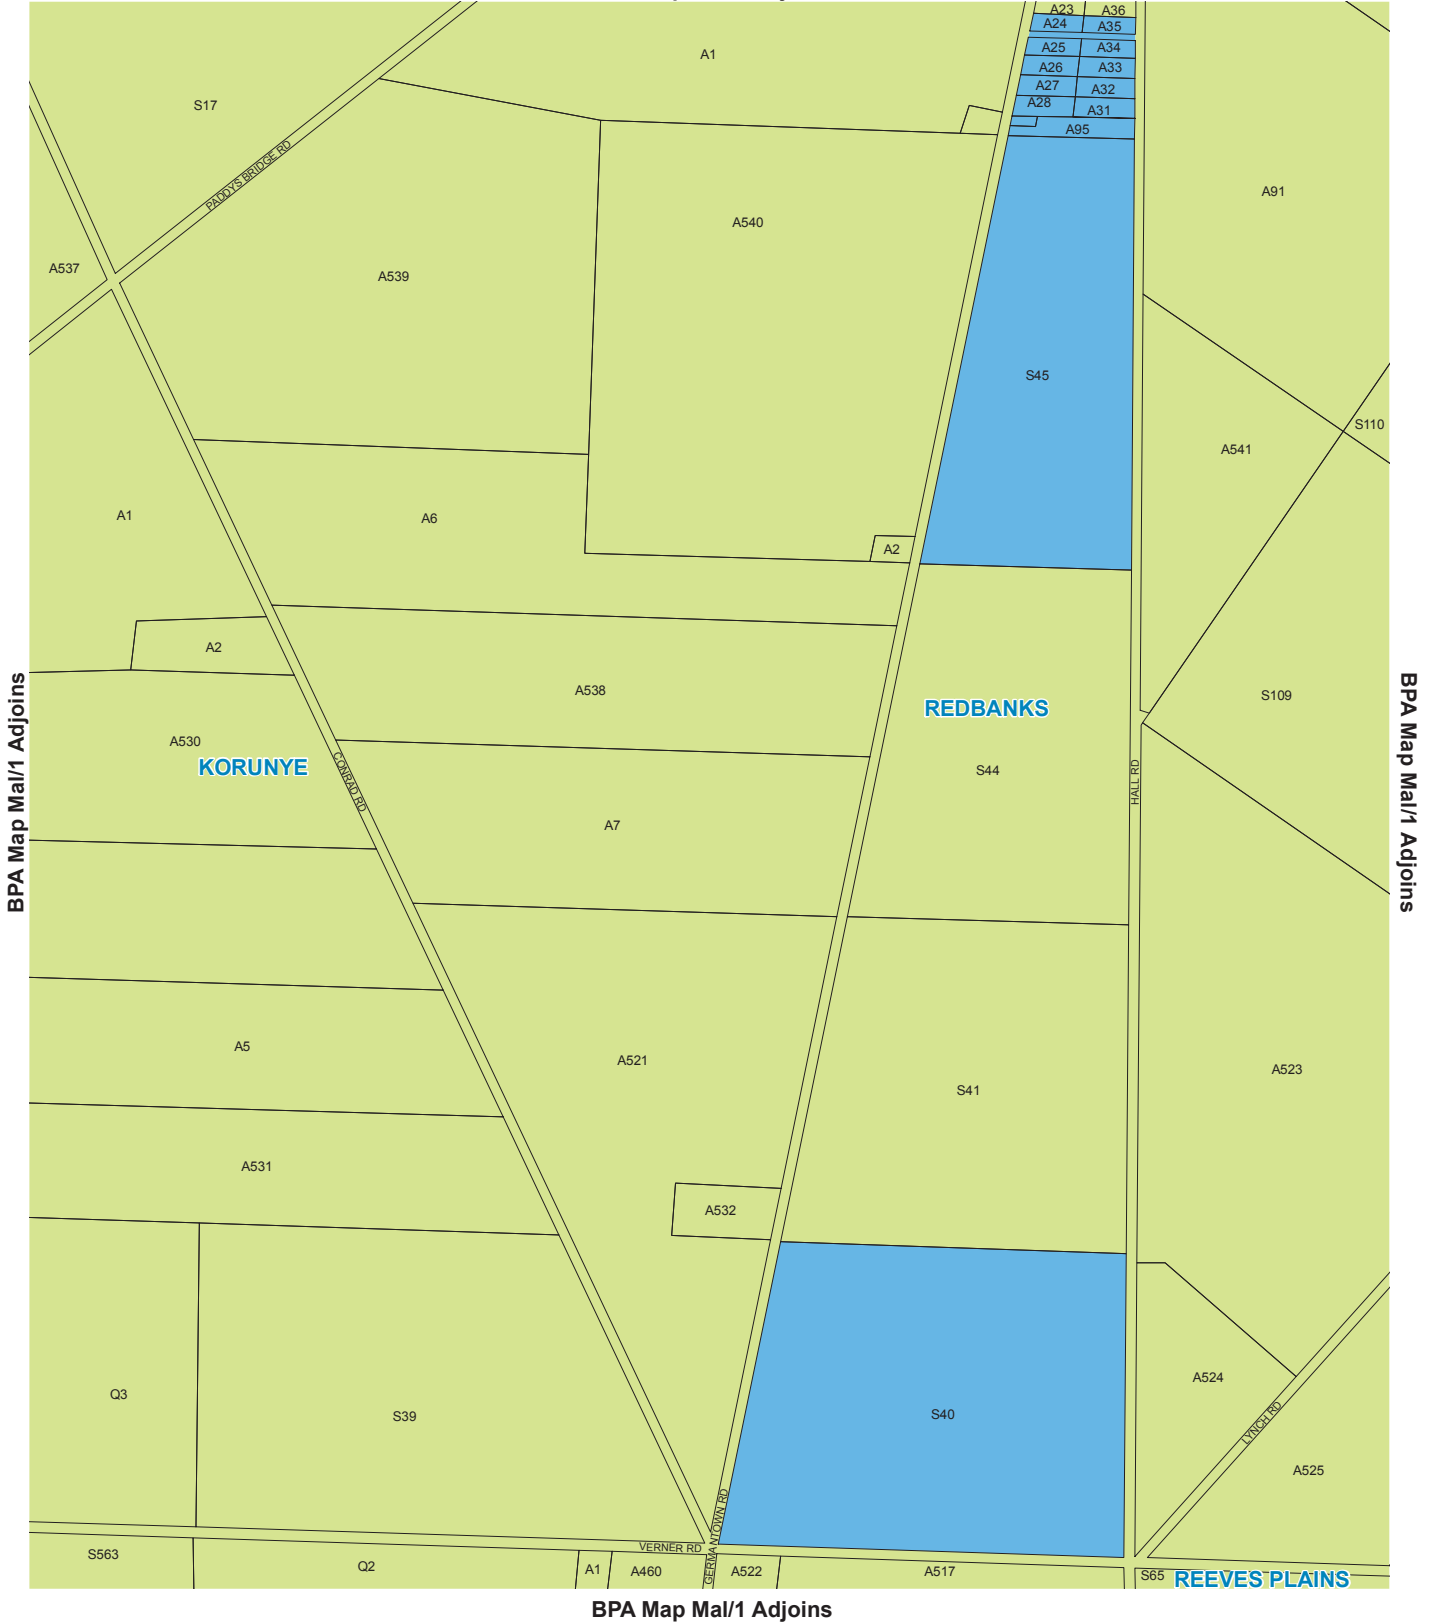 A23
A36
A24
A35
A25
A34
A26
A33
A27
A32
A28
A31
A95
A1
S17
PADDYS BRIDGE RD
A91
A540
A537
A539
S45
S110
A541
A1
A6
A2
A2
A538
S109
REDBANKS
A530
KORUNYE
CONRAD RD
S44
HALL RD
A7
BPA Map Mal/1 Adjoins
BPA Map Mal/1 Adjoins
A5
A521
A523
S41
A531
A532
Q3
S39
S40
A524
LYNCH RD
A525
GERMANTOWN RD
VERNER RD
S563
Q2
A1
A460
A522
A517
S65
REEVES PLAINS
BPA Map Mal/1 Adjoins